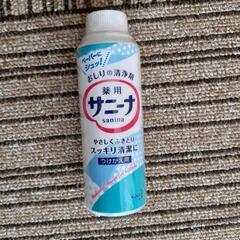 ペーパーに
シュッ!
おしりの清浄剤
薬用
サニーナ
sanina
やさしくふきとり
スッキリ清潔に
つけかえ用